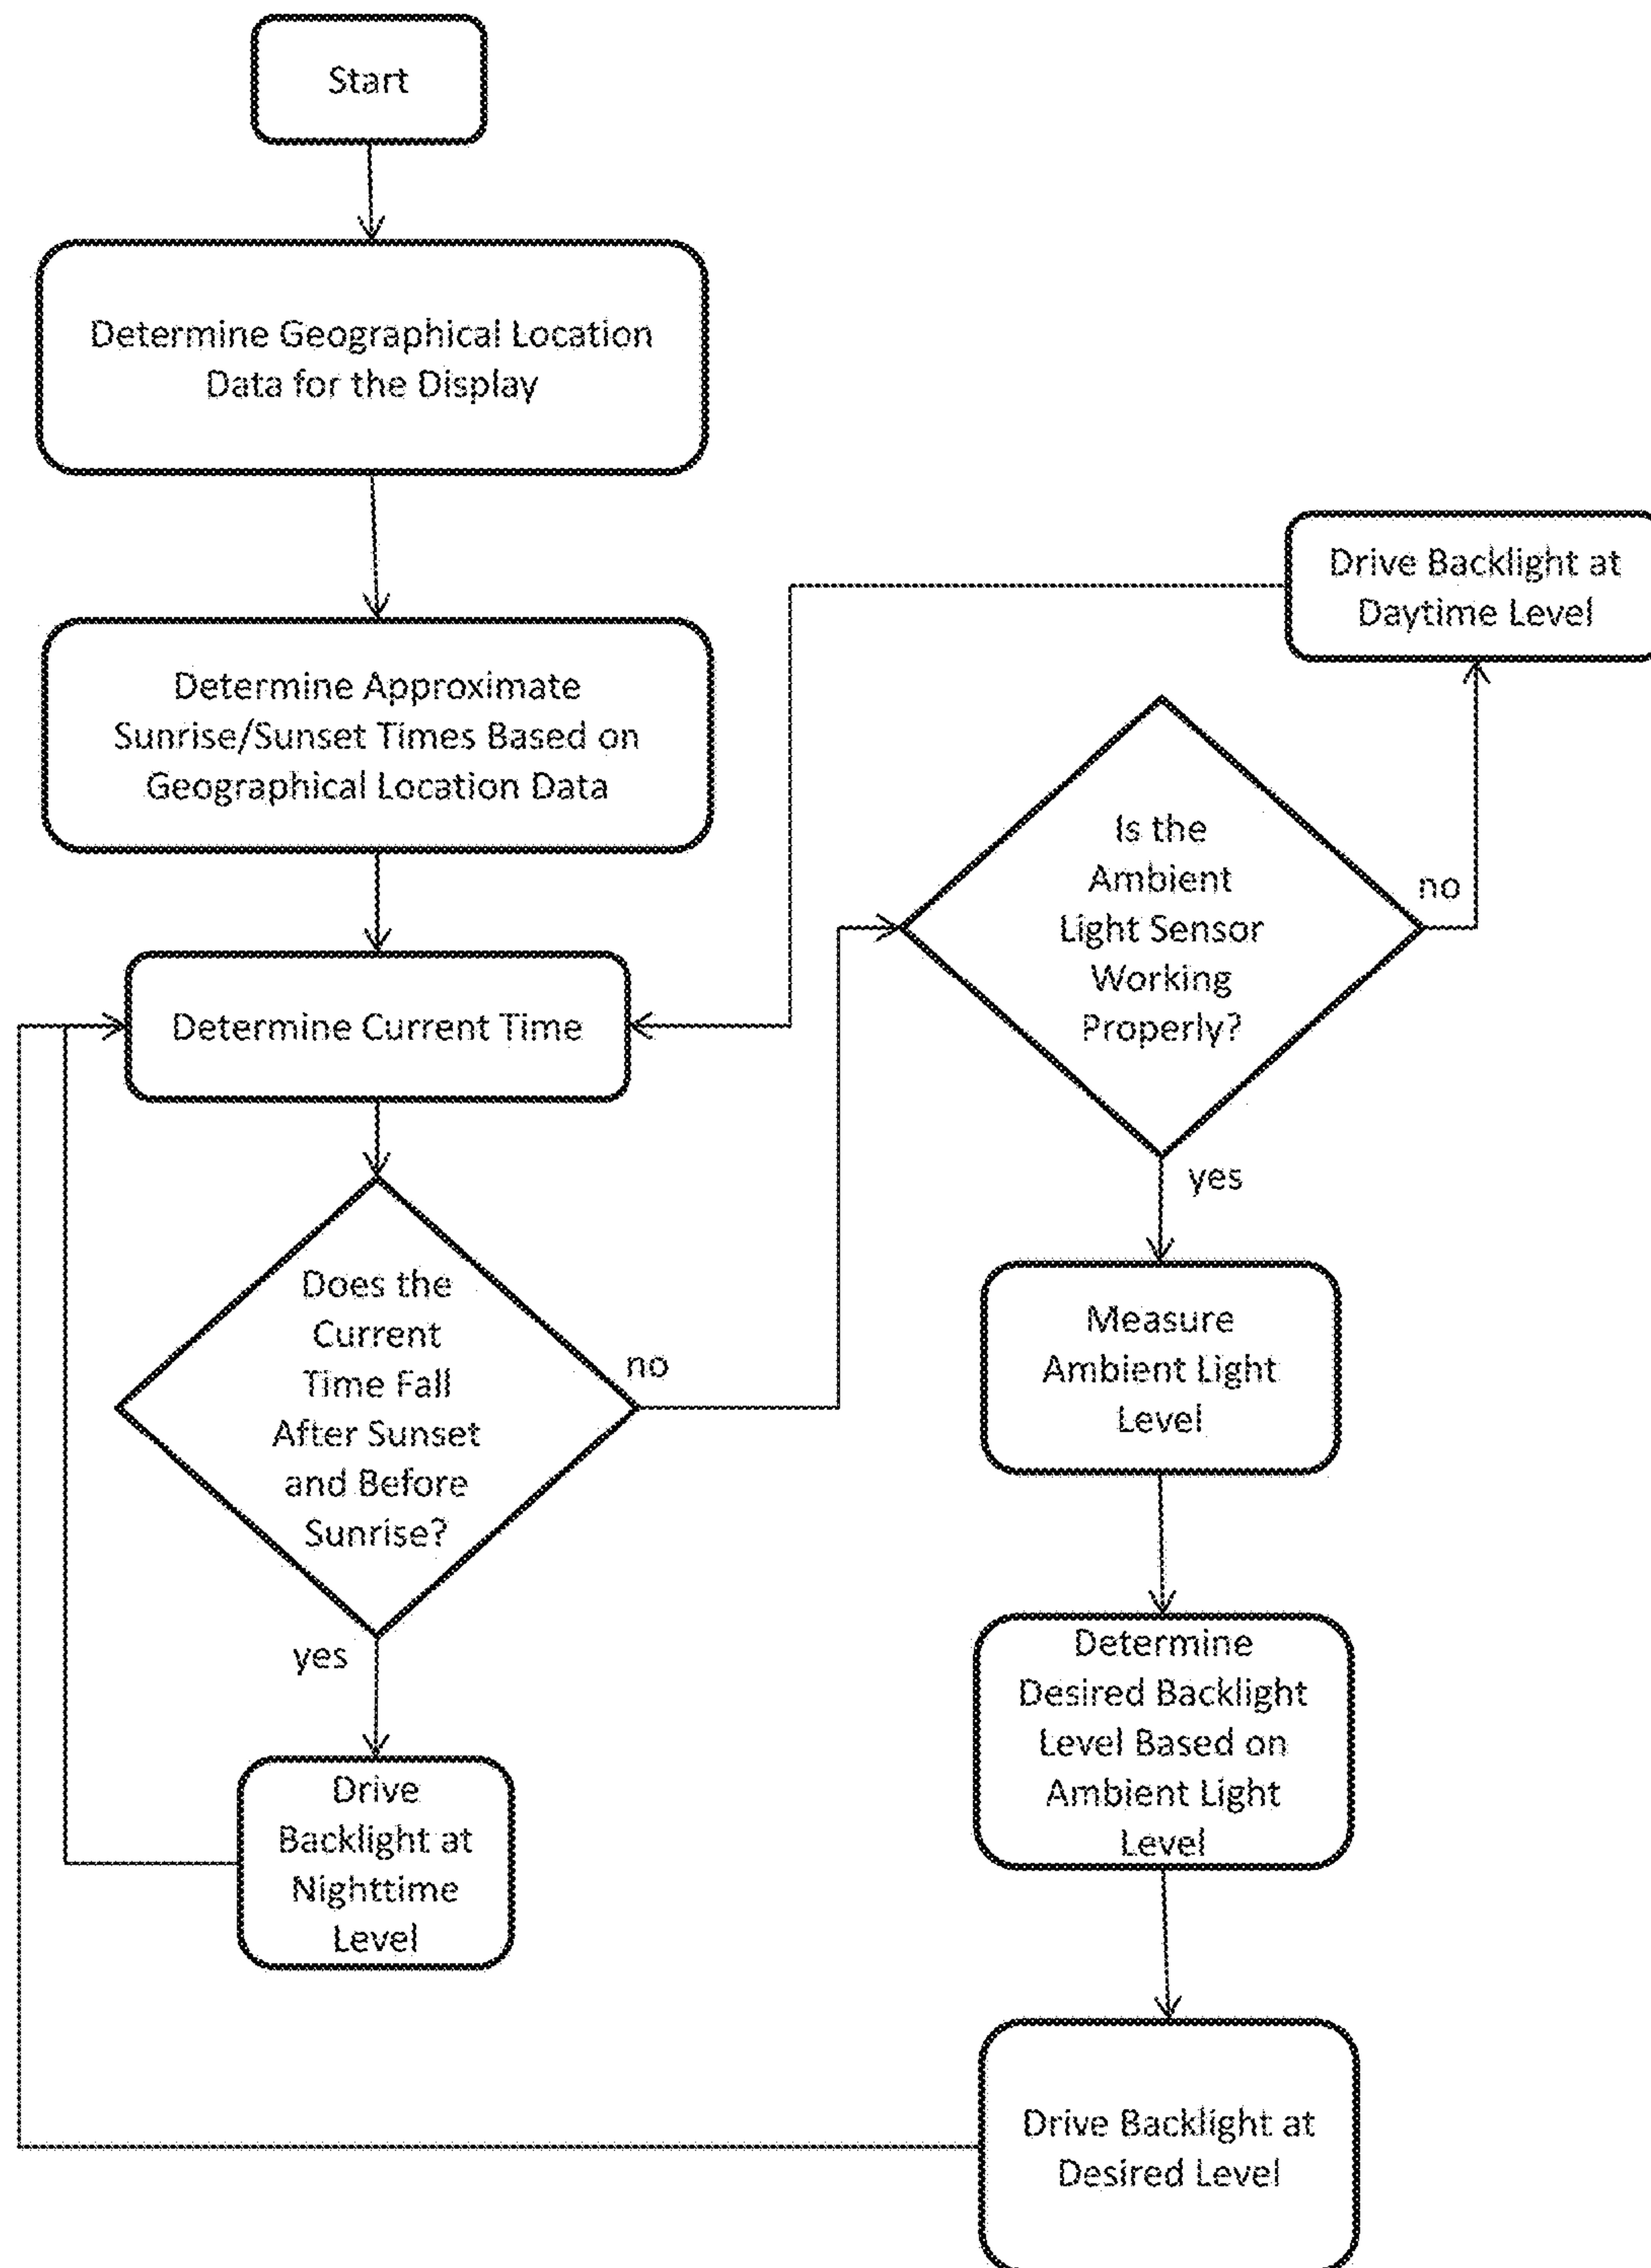 Start
Determine Geographical Location
Data for the Display
Determine Approximate
Sunrise/Sunset Times Based on
Geographical Location Data
Determine Current Time
Does the
Current
Time Fall
After Sunset
and Before
Sunrise?
no
yes
Drive
Backlight at
Nighttime
Level
Drive Backlight at
Daytime Level
Is the
Ambient
Light Sensor
Working
Properly?
no
yes
Measure
Ambient Light
Level
Determine
Desired Backlight
Level Based on
Ambient Light
Level
Drive Backlight at
Desired Level